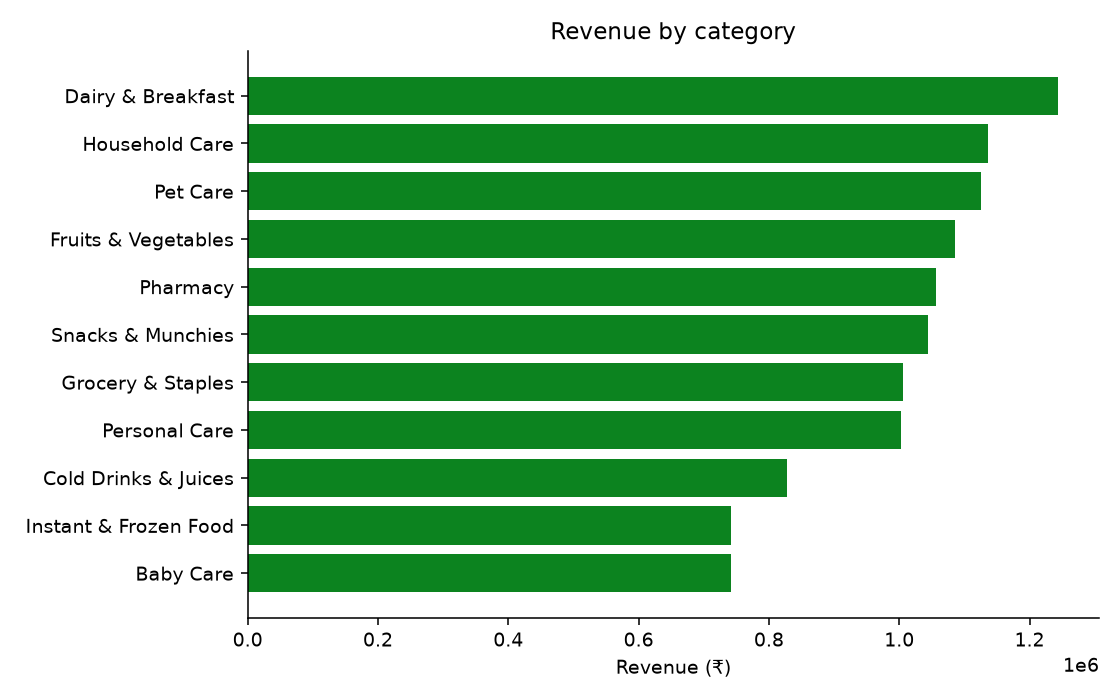 Revenue by category
Dairy & Breakfast
Household Care
Pet Care
Fruits & Vegetables
Pharmacy
Snacks & Munchies
Grocery & Staples
Personal Care
Cold Drinks & Juices
Instant & Frozen Food
Baby Care
0.0 0.2 0.4 0.6 0.8 1.0 1.2
1e6
Revenue (₹)